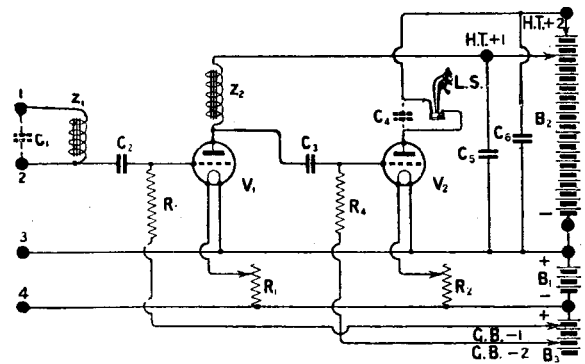 H.T.+2
H.T.+1
L.S.
1
Z1
Z2
C1
C4
B2
C2
C3
C5
C6
2
V1
V2
R.
R4
3
+
R1
R2
B1
4
-
-
+
G.B.-1
G.B.-2
B3